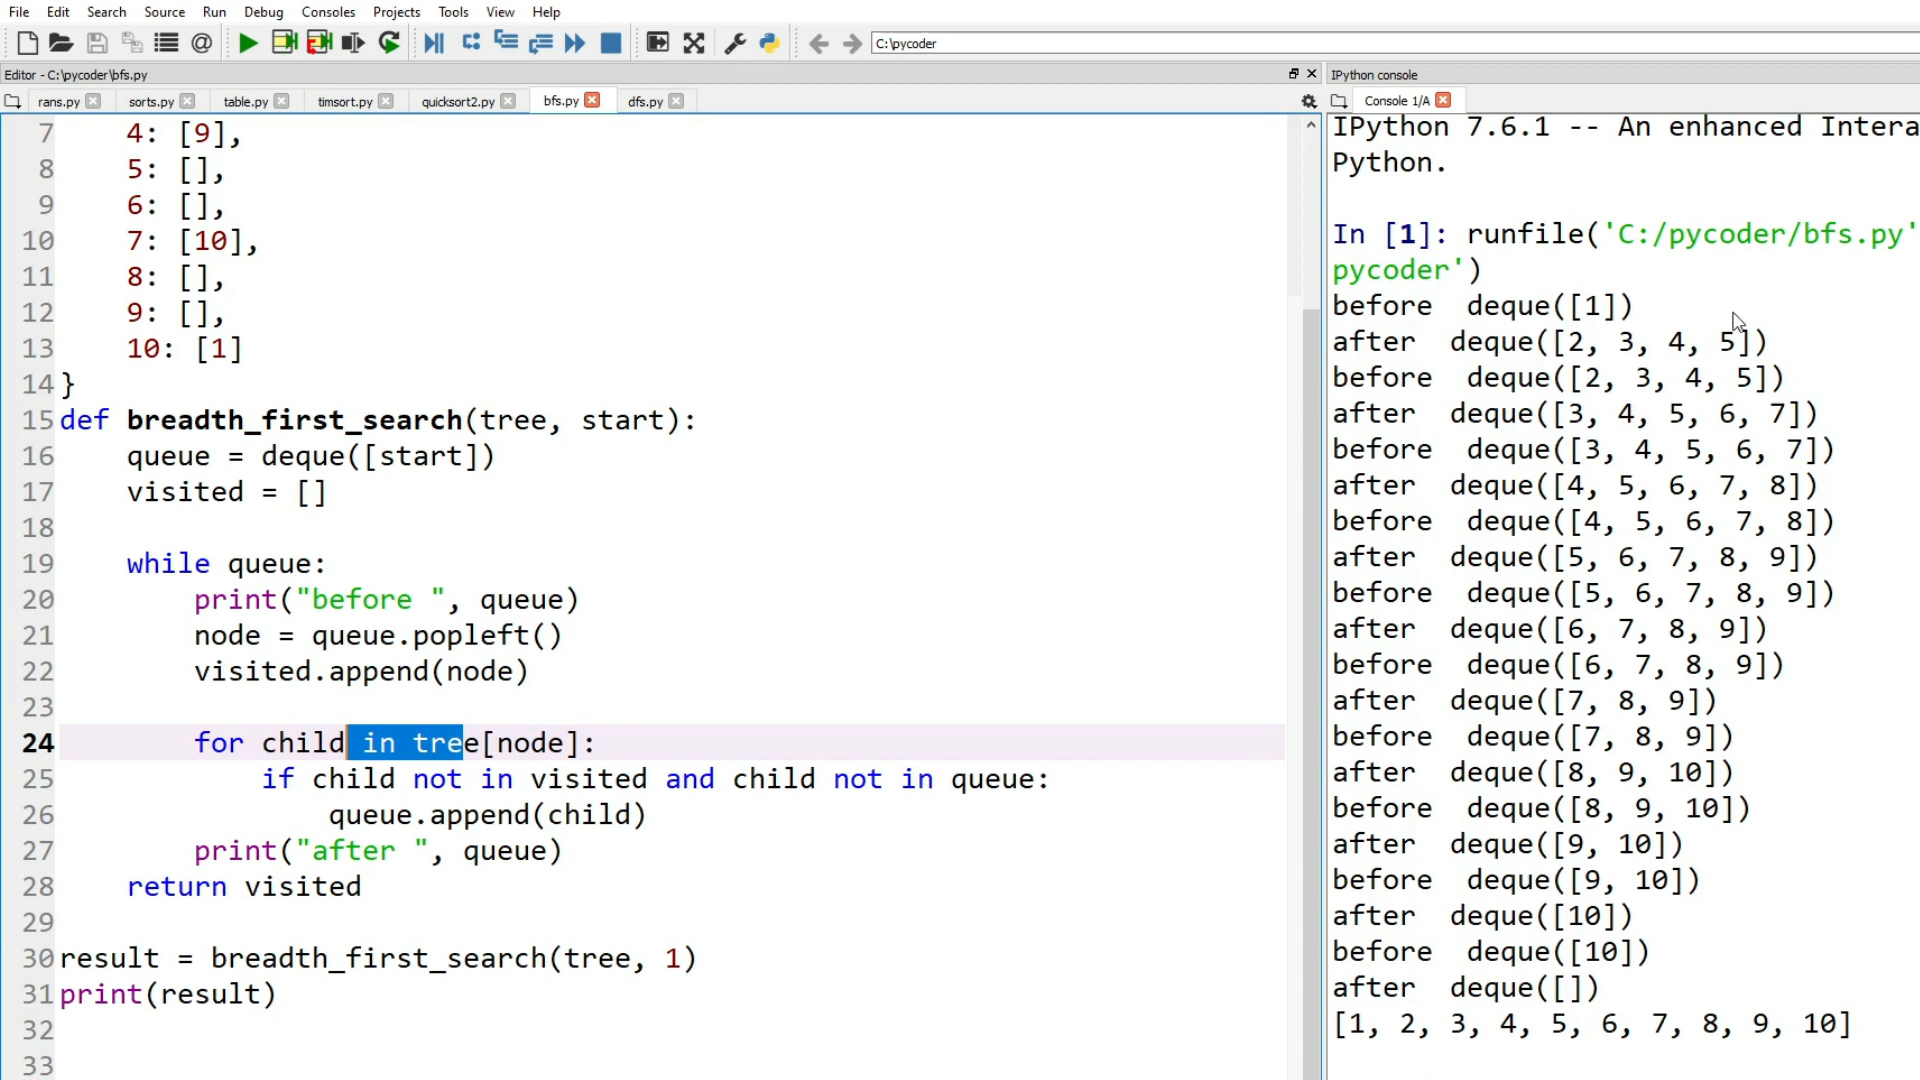 File Edit Search Source Run Debug Consoles Projects Tools View Help
C:\pycoder
Editor - C:\pycoder\bfs.py
IPython console
rans.py sorts.py table.py timsort.py quicksort2.py bfs.py dfs.py
Console 1/A
7 4: [9],
8 5: [],
9 6: [],
10 7: [10],
11 8: [],
12 9: [],
13 10: [1]
14 }
15 def breadth_first_search(tree, start):
16 queue = deque([start])
17 visited = []
18
19 while queue:
20 print("before ", queue)
21 node = queue.popleft()
22 visited.append(node)
23
24 for child in tree[node]:
25 if child not in visited and child not in queue:
26 queue.append(child)
27 print("after ", queue)
28 return visited
29
30 result = breadth_first_search(tree, 1)
31 print(result)
32
33
IPython 7.6.1 -- An enhanced Intera
Python.
In [1]: runfile('C:/pycoder/bfs.py'
pycoder')
before  deque([1])
after  deque([2, 3, 4, 5])
before  deque([2, 3, 4, 5])
after  deque([3, 4, 5, 6, 7])
before  deque([3, 4, 5, 6, 7])
after  deque([4, 5, 6, 7, 8])
before  deque([4, 5, 6, 7, 8])
after  deque([5, 6, 7, 8, 9])
before  deque([5, 6, 7, 8, 9])
after  deque([6, 7, 8, 9])
before  deque([6, 7, 8, 9])
after  deque([7, 8, 9])
before  deque([7, 8, 9])
after  deque([8, 9, 10])
before  deque([8, 9, 10])
after  deque([9, 10])
before  deque([9, 10])
after  deque([10])
before  deque([10])
after  deque([])
[1, 2, 3, 4, 5, 6, 7, 8, 9, 10]